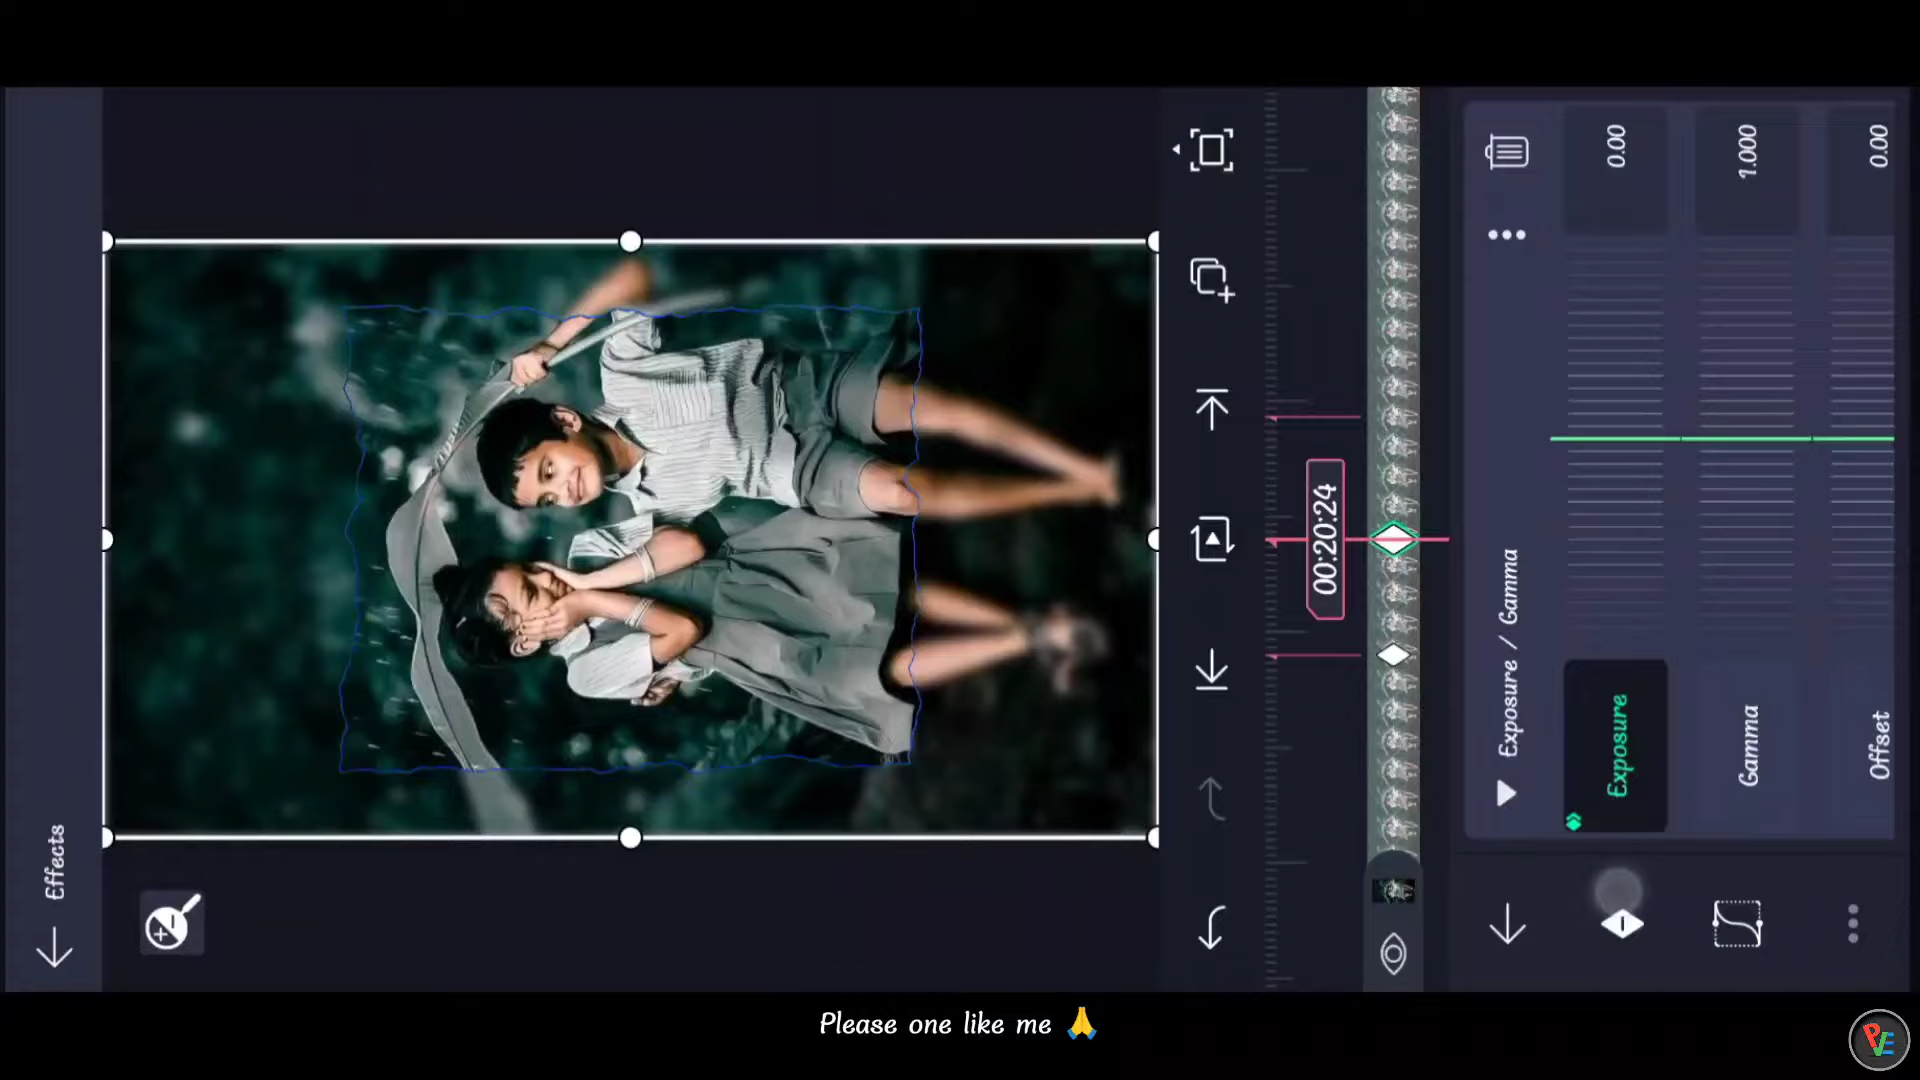 Effects
00:20:24
Exposure / Gamma
Exposure
0.00
Gamma
1.000
Offset
0.00
Please one like me 🙏
PVE